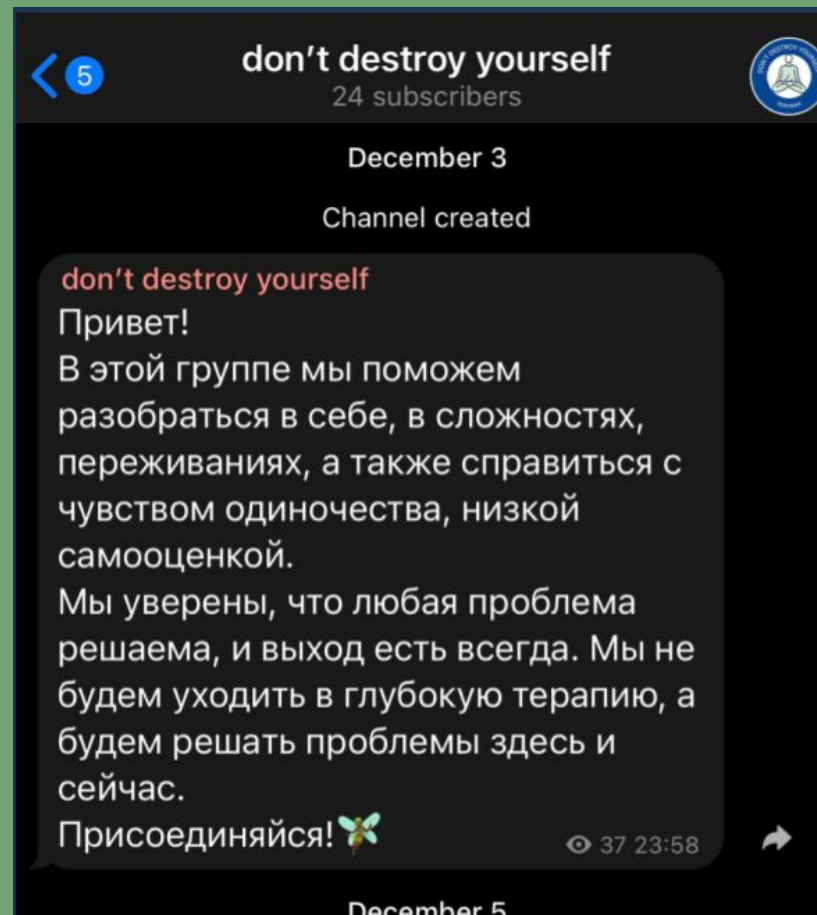 don't destroy yourself
5
24 subscribers
December 3
Channel created
don't destroy yourself
Привет!
В этой группе мы поможем
разобраться в себе, в сложностях,
переживаниях, а также справиться с
чувством одиночества, низкой
самооценкой.
Мы уверены, что любая проблема
решаема, и выход есть всегда. Мы не
будем уходить в глубокую терапию, а
будем решать проблемы здесь и
сейчас.
Присоединяйся!
37 23:58
December 5